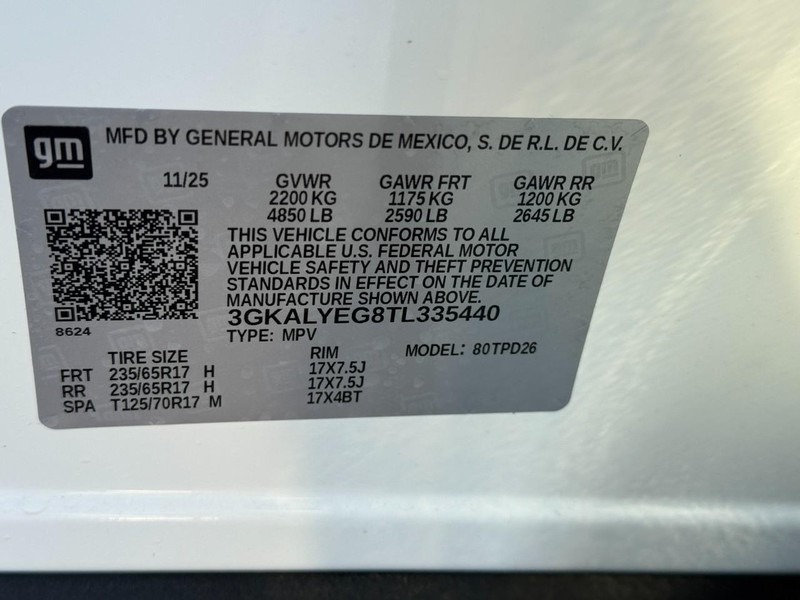 gm
MFD BY GENERAL MOTORS DE MEXICO, S. DE R.L. DE C.V.
11/25 GVWR GAWR FRT GAWR RR
2200 KG 1175 KG 1200 KG
4850 LB 2590 LB 2645 LB
THIS VEHICLE CONFORMS TO ALL
APPLICABLE U.S. FEDERAL MOTOR
VEHICLE SAFETY AND THEFT PREVENTION
STANDARDS IN EFFECT ON THE DATE OF
MANUFACTURE SHOWN ABOVE.
3GKALYEG8TL335440
8624
TYPE: MPV
TIRE SIZE RIM MODEL: 80TPD26
FRT 235/65R17 H 17X7.5J
RR 235/65R17 H 17X7.5J
SPA T125/70R17 M 17X4BT